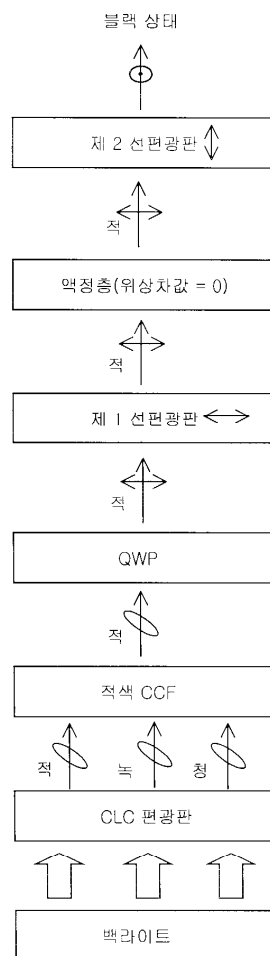 블랙 상태
제 2 선편광판
적
액정층(위상차값 = 0)
적
제 1 선편광판
적
QWP
적
적색 CCF
적 녹 청
CLC 편광판
백라이트